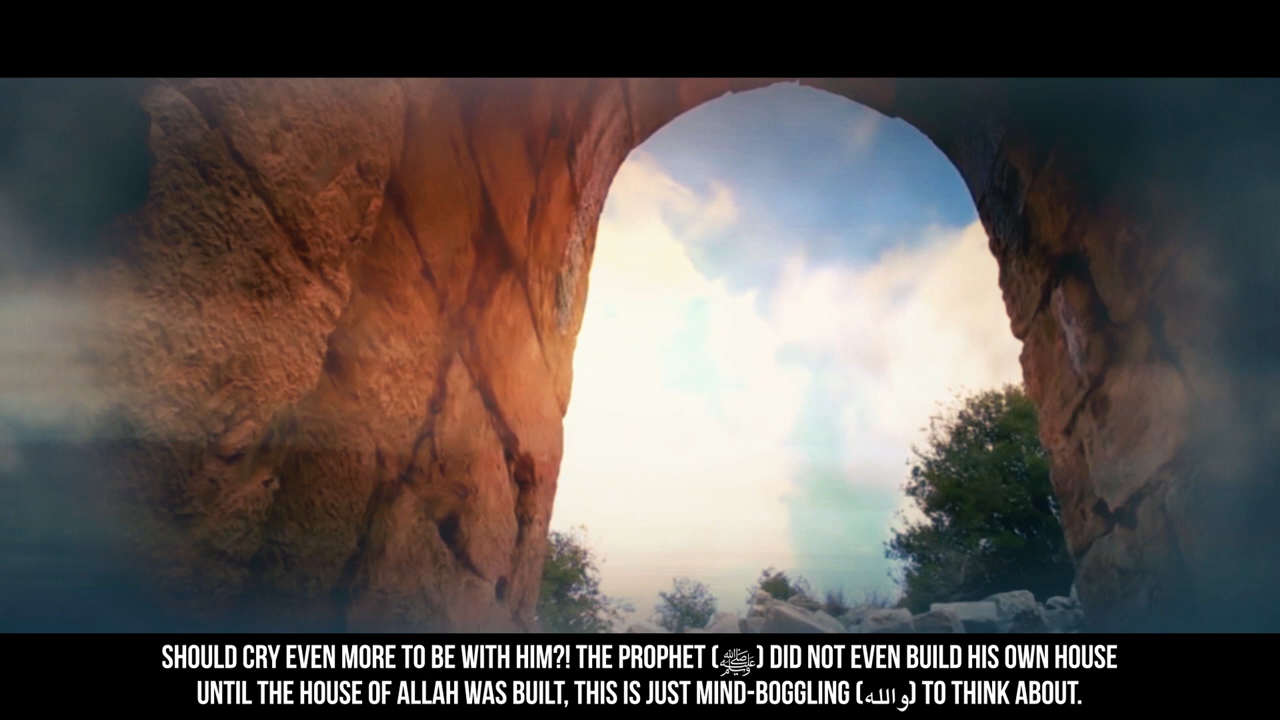 SHOULD CRY EVEN MORE TO BE WITH HIM?! THE PROPHET (ﷺ) DID NOT EVEN BUILD HIS OWN HOUSE
UNTIL THE HOUSE OF ALLAH WAS BUILT, THIS IS JUST MIND-BOGGLING (والله) TO THINK ABOUT.